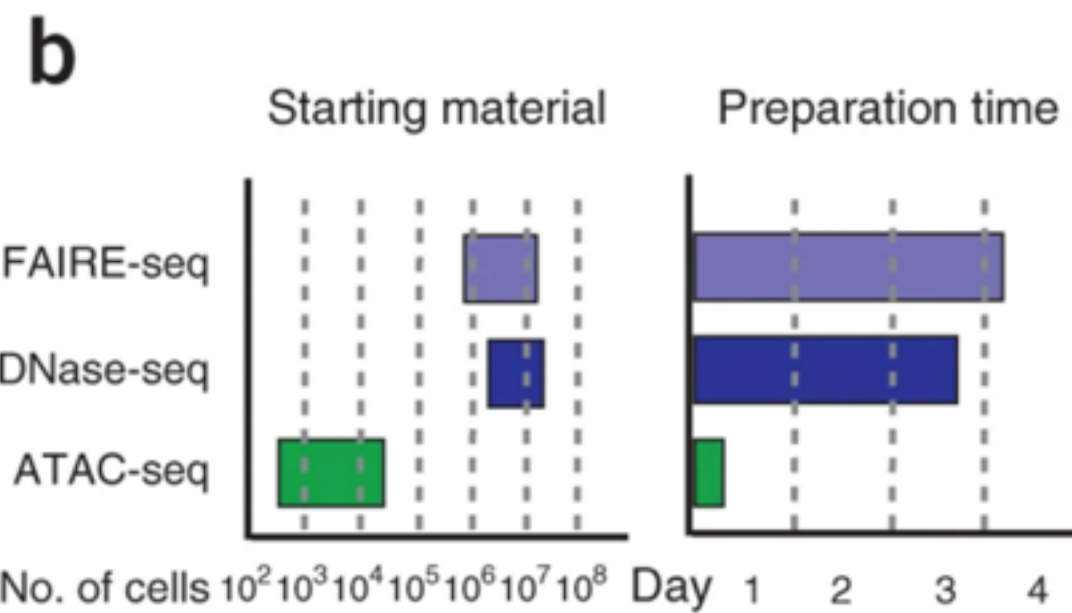 b
Starting material
Preparation time
FAIRE-seq
DNase-seq
ATAC-seq
No. of cells 10² 10³ 10⁴ 10⁵ 10⁶ 10⁷ 10⁸
Day 1 2 3 4